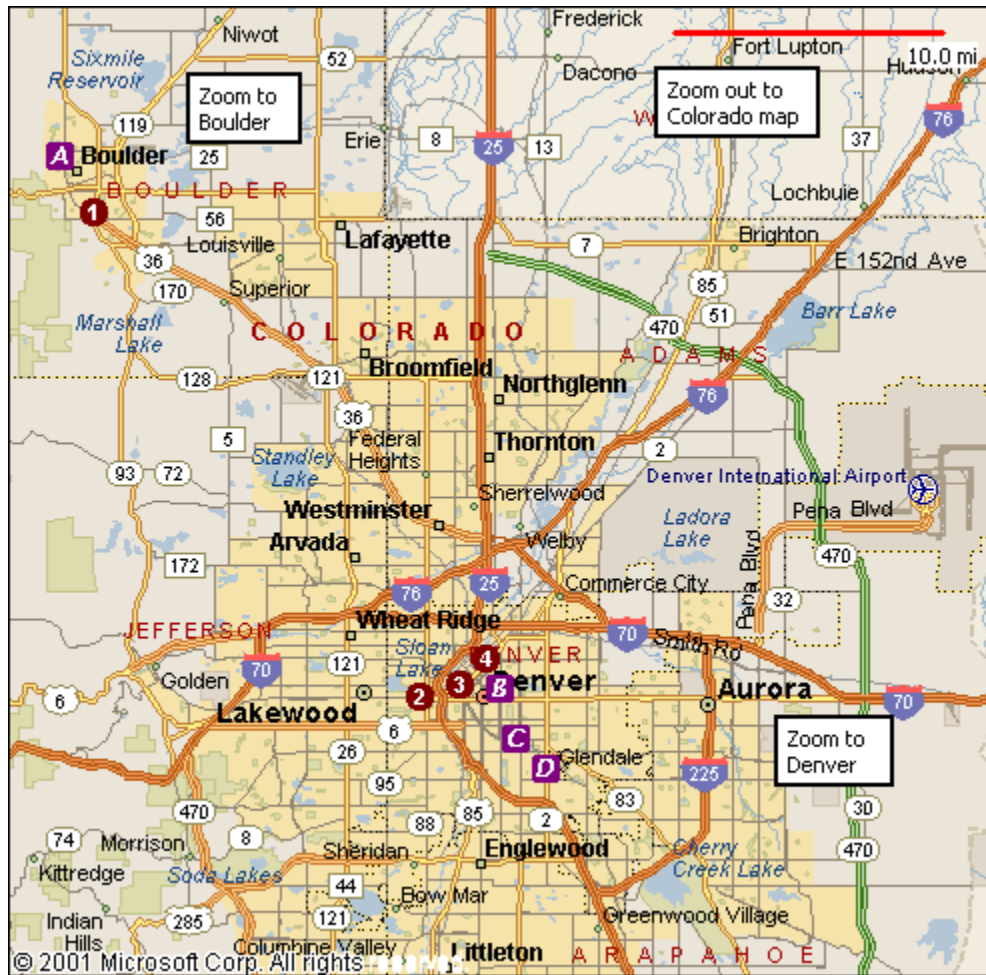 Frederick
Niwot
Sixmile
Reservoir
52
Fort Lupton
10.0 mi
Hudson
Dacono
Zoom to
Boulder
Zoom out to
Colorado map
W
76
119
Erie
8
25
13
37
A
Boulder
25
BOULDER
Lochbuie
1
56
Lafayette
Louisville
7
Brighton
36
E 152nd Ave
170
Superior
85
51
Barr Lake
Marshall
Lake
COLORADO
470
ADAMS
Broomfield
128
121
Northglenn
76
36
5
Federal
Heights
Thornton
2
93
72
Standley
Lake
Denver International Airport
Sherrelwood
Pena Blvd
Westminster
Ladora
Lake
Arvada
Welby
Pena Blvd
470
172
76
25
Commerce City
32
JEFFERSON
Wheat Ridge
70
Smith Rd
Sloan
Lake
4
DENVER
70
121
Golden
3
Denver
B
6
Lakewood
2
Aurora
70
6
C
Zoom to
Denver
26
D
Glendale
225
95
83
470
85
30
74
8
88
2
Morrison
470
Sheridan
Englewood
Cherry
Creek Lake
Kittredge
Soda Lakes
44
Bow Mar
Indian
Hills
285
121
Greenwood Village
Columbine Valley
ARAPAHOE
Littleton
© 2001 Microsoft Corp. All rights reserved.